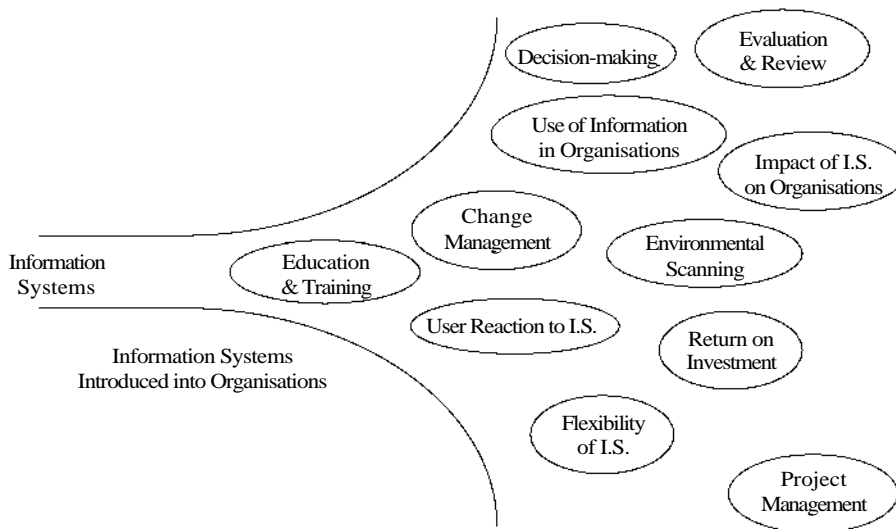 Decision-making
Evaluation
& Review
Use of Information
in Organisations
Impact of I.S.
on Organisations
Change
Management
Environmental
Scanning
Information
Systems
Education
& Training
User Reaction to I.S.
Return on
Investment
Information Systems
Introduced into Organisations
Flexibility
of I.S.
Project
Management